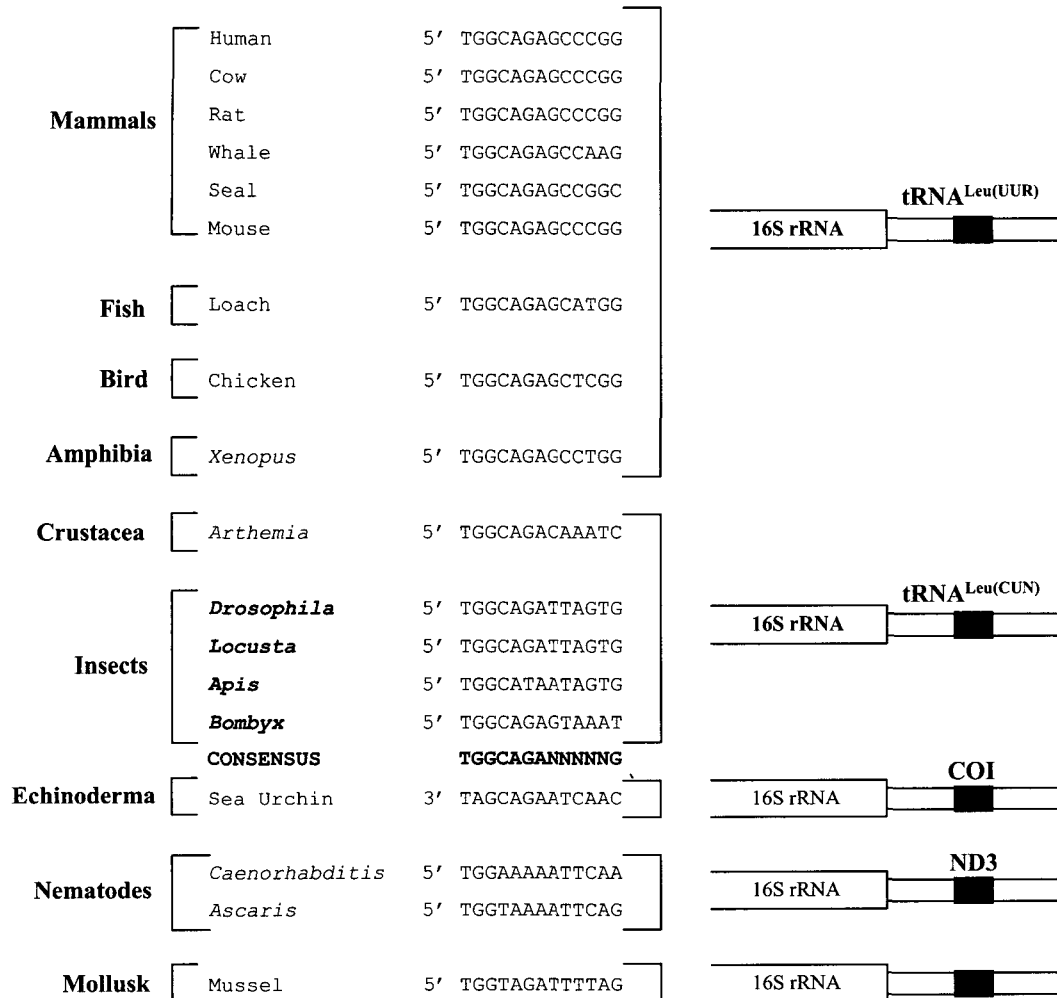 Human 5′ TGGCAGAGCCCGG
Cow 5′ TGGCAGAGCCCGG
Mammals Rat 5′ TGGCAGAGCCCGG
Whale 5′ TGGCAGAGCCAAG
Seal 5′ TGGCAGAGCCGGC
tRNALeu(UUR)
Mouse 5′ TGGCAGAGCCCGG 16S rRNA
Fish Loach 5′ TGGCAGAGCATGG
Bird Chicken 5′ TGGCAGAGCTCGG
Amphibia Xenopus 5′ TGGCAGAGCCTGG
Crustacea Arthemia 5′ TGGCAGACAAATC
tRNALeu(CUN)
Drosophila 5′ TGGCAGATTAGTG 16S rRNA
Locusta 5′ TGGCAGATTAGTG
Insects
Apis 5′ TGGCATAATAGTG
Bombyx 5′ TGGCAGAGTAAAT
CONSENSUS TGGCAGANNNNNG
COI
Echinoderma Sea Urchin 3′ TAGCAGAATCAAC 16S rRNA
ND3
Caenorhabditis 5′ TGGAAAAATTCAA
Nematodes 16S rRNA
Ascaris 5′ TGGTAAAATTCAG
Mollusk Mussel 5′ TGGTAGATTTTAG 16S rRNA